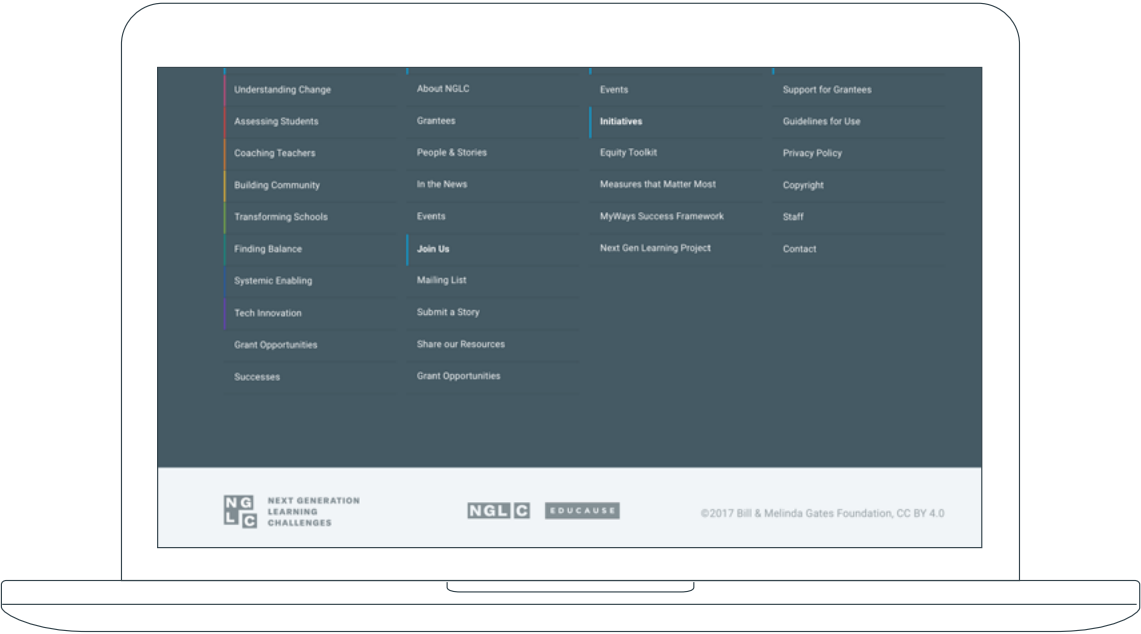 Understanding Change
Assessing Students
Coaching Teachers
Building Community
Transforming Schools
Finding Balance
Systemic Enabling
Tech Innovation
Grant Opportunities
Successes
About NGLC
Grantees
People & Stories
In the News
Events
Join Us
Mailing List
Submit a Story
Share our Resources
Grant Opportunities
Events
Initiatives
Equity Toolkit
Measures that Matter Most
MyWays Success Framework
Next Gen Learning Project
Support for Grantees
Guidelines for Use
Privacy Policy
Copyright
Staff
Contact
NG
LC
NEXT GENERATION
LEARNING
CHALLENGES
NGLC
EDUCAUSE
©2017 Bill & Melinda Gates Foundation, CC BY 4.0